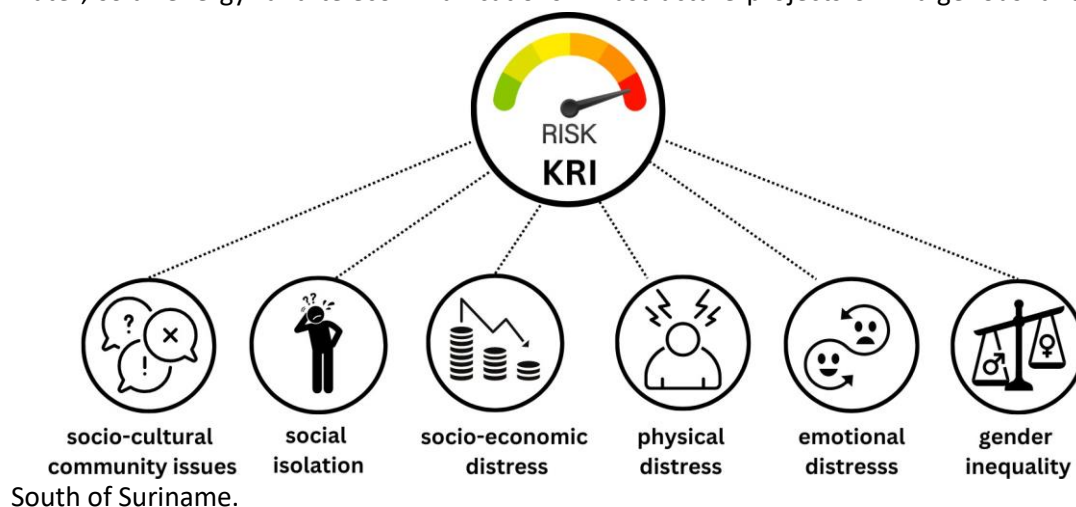 RISK
KRI
socio-cultural
community issues
social
isolation
socio-economic
distress
physical
distress
emotional
distresss
gender
inequality
South of Suriname.